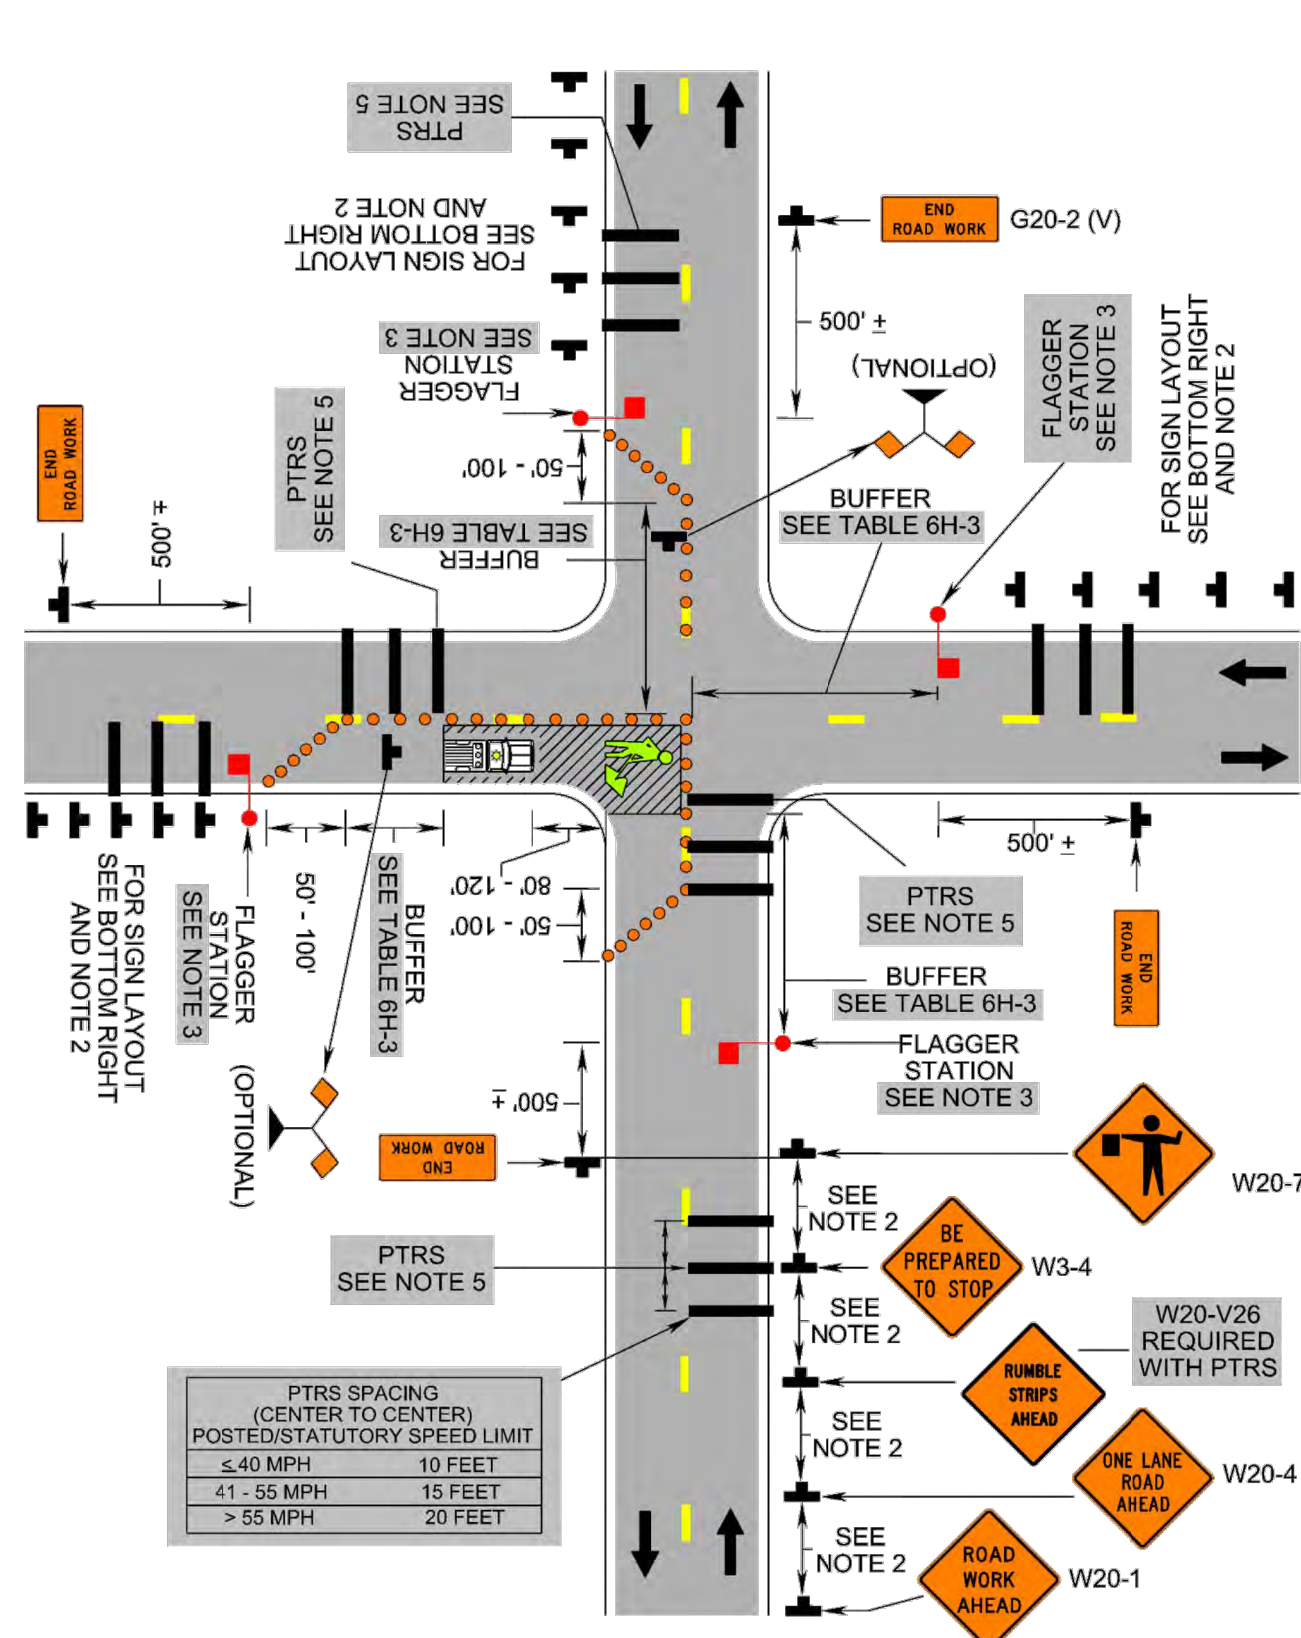 PTRS
SEE NOTE 5
FOR SIGN LAYOUT
SEE BOTTOM RIGHT
AND NOTE 2
FLAGGER
STATION
SEE NOTE 3
50' - 100'
BUFFER
SEE TABLE 6H-3
END
ROAD WORK
G20-2 (V)
500' ±
(OPTIONAL)
FLAGGER
STATION
SEE NOTE 3
FOR SIGN LAYOUT
SEE BOTTOM RIGHT
AND NOTE 2
BUFFER
SEE TABLE 6H-3
END
ROAD WORK
500' ±
PTRS
SEE NOTE 5
500' ±
END
ROAD WORK
PTRS
SEE NOTE 5
BUFFER
SEE TABLE 6H-3
FLAGGER
STATION
SEE NOTE 3
80' - 120'
50' - 100'
500' ±
END
ROAD WORK
FOR SIGN LAYOUT
SEE BOTTOM RIGHT
AND NOTE 2
FLAGGER
STATION
SEE NOTE 3
50' - 100'
BUFFER
SEE TABLE 6H-3
(OPTIONAL)
W20-7
SEE
NOTE 2
BE
PREPARED
TO STOP
W3-4
PTRS
SEE NOTE 5
SEE
NOTE 2
RUMBLE
STRIPS
AHEAD
W20-V26
REQUIRED
WITH PTRS
SEE
NOTE 2
ONE LANE
ROAD
AHEAD
W20-4
SEE
NOTE 2
ROAD
WORK
AHEAD
W20-1
PTRS SPACING
(CENTER TO CENTER)
POSTED/STATUTORY SPEED LIMIT
≤40 MPH 10 FEET
41 - 55 MPH 15 FEET
> 55 MPH 20 FEET